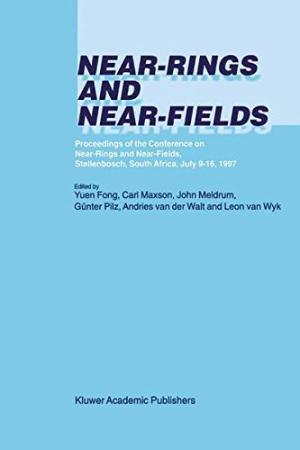 NEAR-RINGS
AND
NEAR-FIELDS
Proceedings of the Conference on
Near-Rings and Near-Fields,
Stellenbosch, South Africa, July 9-16, 1997
Edited by
Yuen Fong, Carl Maxson, John Meldrum,
Günter Pilz, Andries van der Walt and Leon van Wyk
Kluwer Academic Publishers